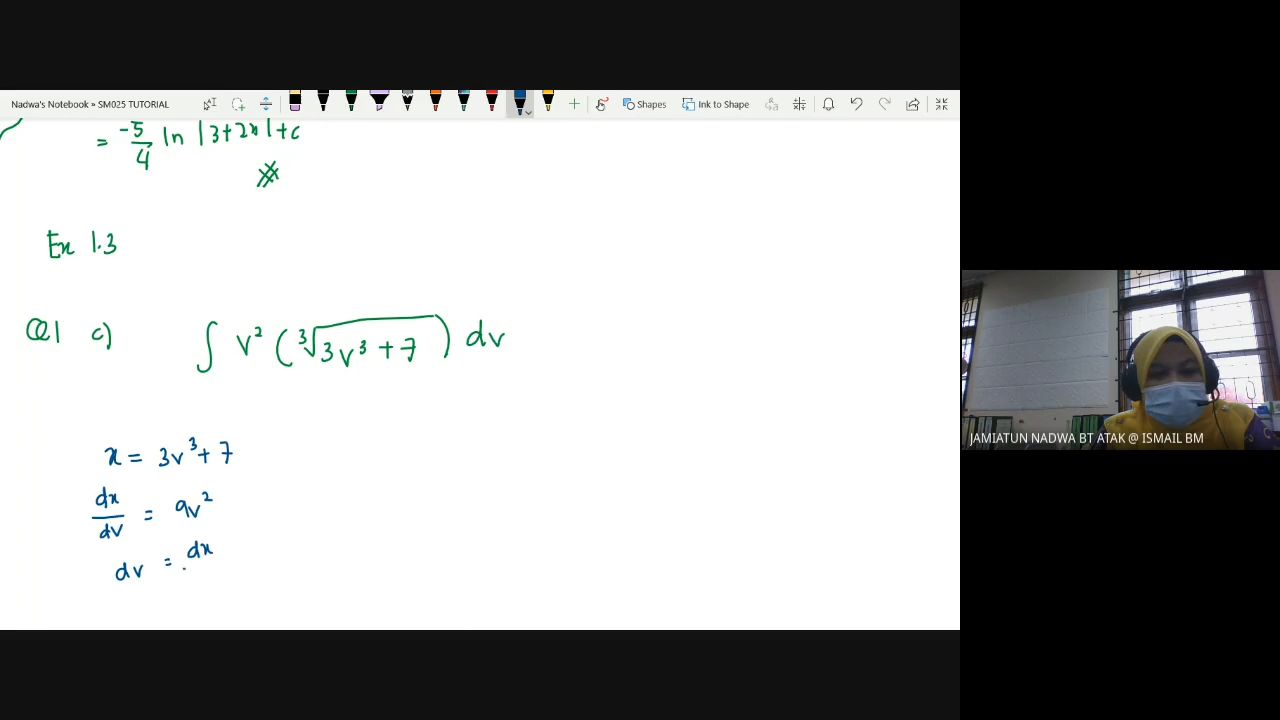 Nadwa's Notebook » SM025 TUTORIAL
Shapes
Ink to Shape
= -5/4 ln |3+2x| + c
Ex 1.3
Q1 c) ∫ v² (∛(3v³ + 7)) dv
x = 3v³ + 7
dx/dv = 9v²
dv = dx
JAMIATUN NADWA BT ATAK @ ISMAIL BM